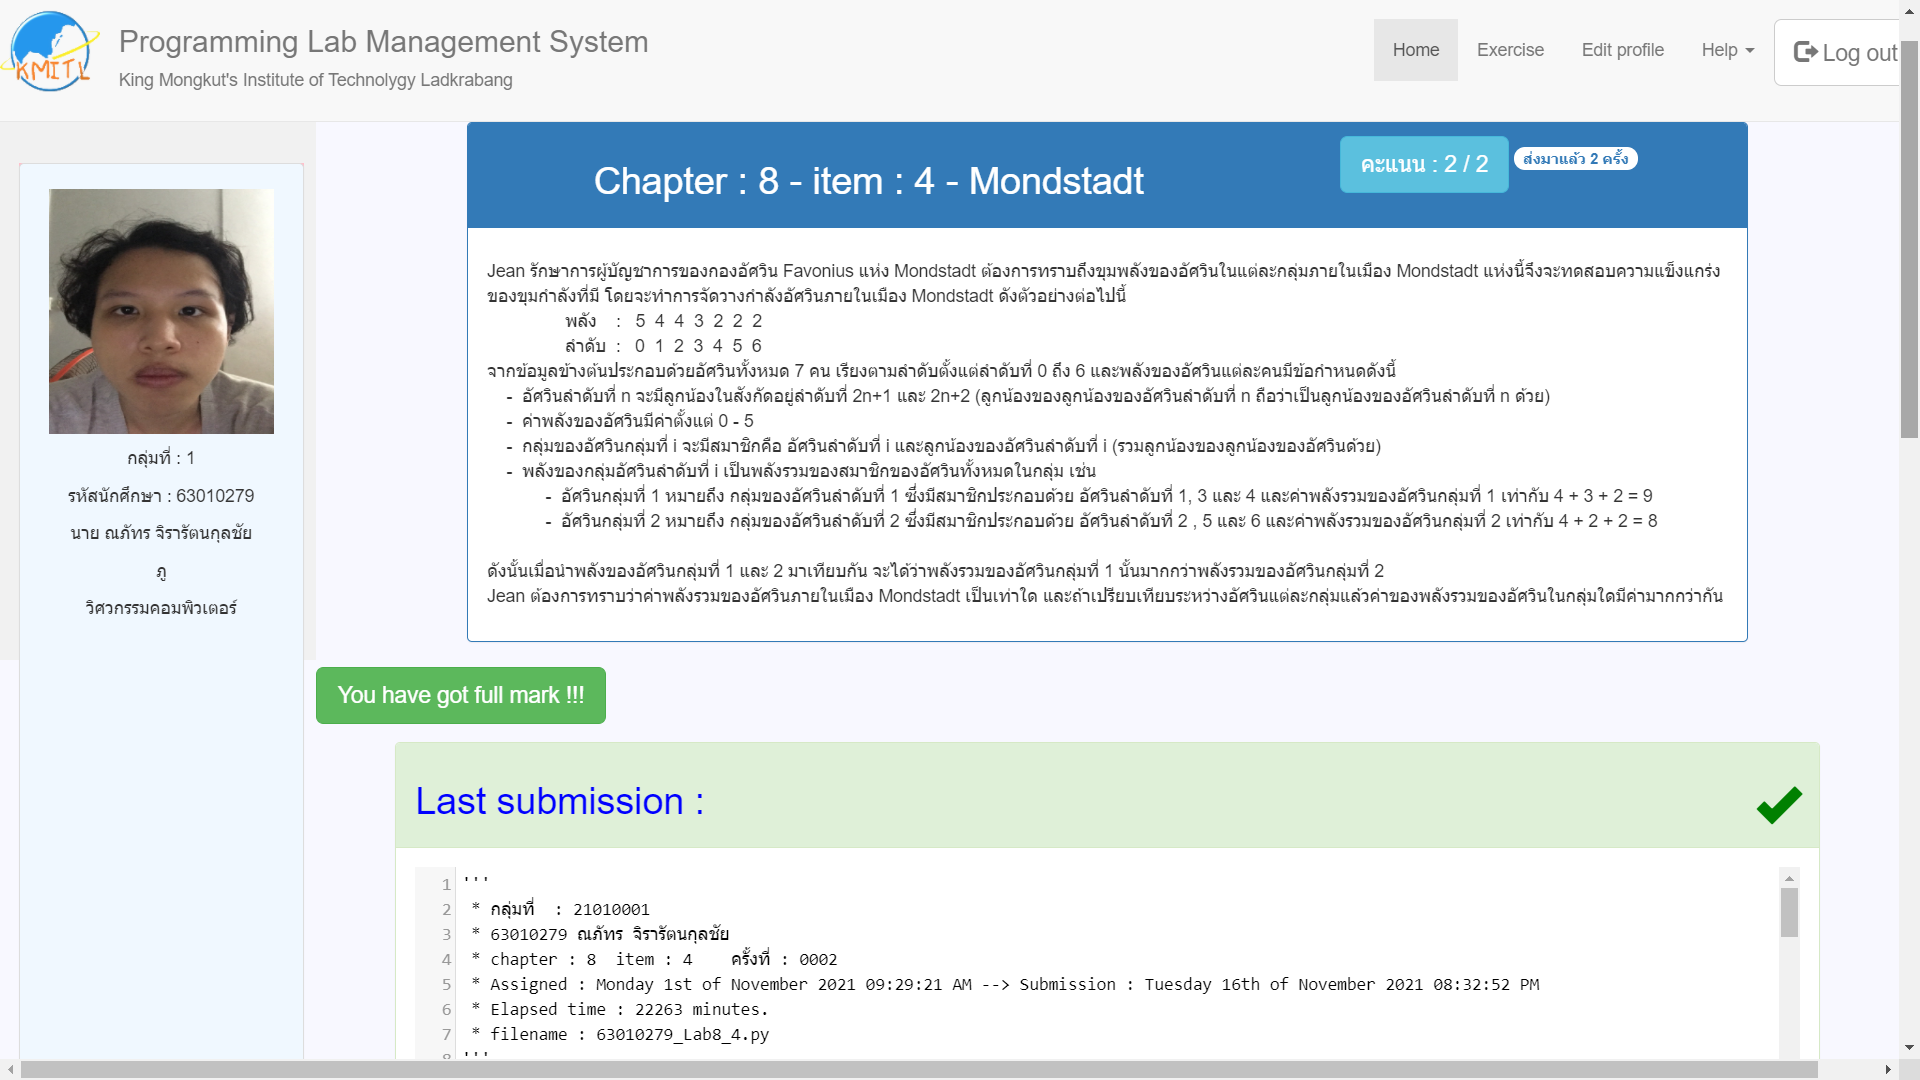 KMITL
Programming Lab Management System
King Mongkut's Institute of Technolygy Ladkrabang
Home
Exercise
Edit profile
Help
Log out
กลุ่มที่ : 1
รหัสนักศึกษา : 63010279
นาย ณภัทร จิรารัตนกุลชัย
ภู
วิศวกรรมคอมพิวเตอร์
Chapter : 8 - item : 4 - Mondstadt
คะแนน : 2 / 2
ส่งมาแล้ว 2 ครั้ง
Jean รักษาการผู้บัญชาการของกองอัศวิน Favonius แห่ง Mondstadt ต้องการทราบถึงขุมพลังของอัศวินในแต่ละกลุ่มภายในเมือง Mondstadt แห่งนี้จึงจะทดสอบความแข็งแกร่ง
ของขุมกำลังที่มี โดยจะทำการจัดวางกำลังอัศวินภายในเมือง Mondstadt ดังตัวอย่างต่อไปนี้
พลัง : 5 4 4 3 2 2 2
ลำดับ : 0 1 2 3 4 5 6
จากข้อมูลข้างต้นประกอบด้วยอัศวินทั้งหมด 7 คน เรียงตามลำดับตั้งแต่ลำดับที่ 0 ถึง 6 และพลังของอัศวินแต่ละคนมีข้อกำหนดดังนี้
- อัศวินลำดับที่ n จะมีลูกน้องในสังกัดอยู่ลำดับที่ 2n+1 และ 2n+2 (ลูกน้องของลูกน้องของอัศวินลำดับที่ n ถือว่าเป็นลูกน้องของอัศวินลำดับที่ n ด้วย)
- ค่าพลังของอัศวินมีค่าตั้งแต่ 0 - 5
- กลุ่มของอัศวินกลุ่มที่ i จะมีสมาชิกคือ อัศวินลำดับที่ i และลูกน้องของอัศวินลำดับที่ i (รวมลูกน้องของลูกน้องของอัศวินด้วย)
- พลังของกลุ่มอัศวินลำดับที่ i เป็นพลังรวมของสมาชิกของอัศวินทั้งหมดในกลุ่ม เช่น
- อัศวินกลุ่มที่ 1 หมายถึง กลุ่มของอัศวินลำดับที่ 1 ซึ่งมีสมาชิกประกอบด้วย อัศวินลำดับที่ 1, 3 และ 4 และค่าพลังรวมของอัศวินกลุ่มที่ 1 เท่ากับ 4 + 3 + 2 = 9
- อัศวินกลุ่มที่ 2 หมายถึง กลุ่มของอัศวินลำดับที่ 2 ซึ่งมีสมาชิกประกอบด้วย อัศวินลำดับที่ 2 , 5 และ 6 และค่าพลังรวมของอัศวินกลุ่มที่ 2 เท่ากับ 4 + 2 + 2 = 8
ดังนั้นเมื่อนำพลังของอัศวินกลุ่มที่ 1 และ 2 มาเทียบกัน จะได้ว่าพลังรวมของอัศวินกลุ่มที่ 1 นั้นมากกว่าพลังรวมของอัศวินกลุ่มที่ 2
Jean ต้องการทราบว่าค่าพลังรวมของอัศวินภายในเมือง Mondstadt เป็นเท่าใด และถ้าเปรียบเทียบระหว่างอัศวินแต่ละกลุ่มแล้วค่าของพลังรวมของอัศวินในกลุ่มใดมีค่ามากกว่ากัน
You have got full mark !!!
Last submission :
1 '''
2 * กลุ่มที่ : 21010001
3 * 63010279 ณภัทร จิรารัตนกุลชัย
4 * chapter : 8 item : 4 ครั้งที่ : 0002
5 * Assigned : Monday 1st of November 2021 09:29:21 AM --> Submission : Tuesday 16th of November 2021 08:32:52 PM
6 * Elapsed time : 22263 minutes.
7 * filename : 63010279_Lab8_4.py
8 '''